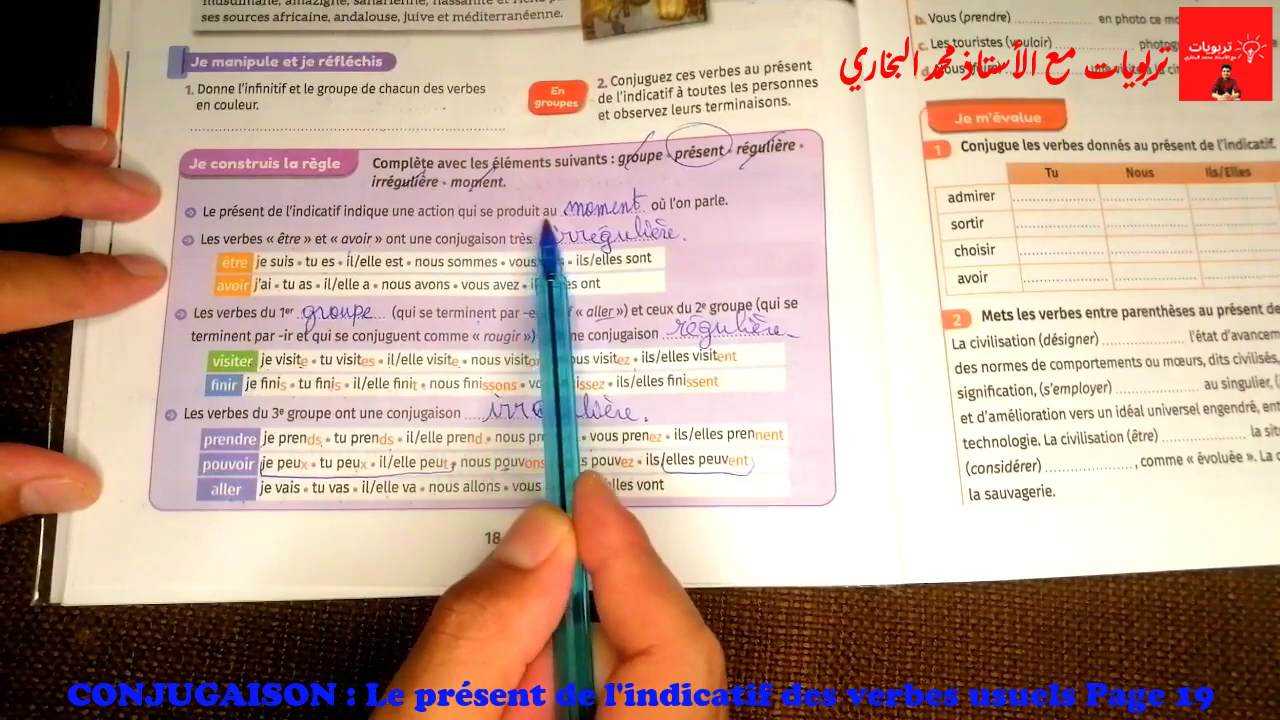 musulmane, amazighe, saharienne, hassanite et
ses sources africaine, andalouse, juive et méditerranéenne.
Je manipule et je réfléchis
1. Donne l'infinitif et le groupe de chacun des verbes
en couleur.
En
groupes
2. Conjuguez ces verbes au présent
de l'indicatif à toutes les personnes
et observez leurs terminaisons.
Je construis la règle
Complète avec les éléments suivants : groupe • présent • régulière •
irrégulière • moment.
Le présent de l'indicatif indique une action qui se produit au moment où l'on parle.
Les verbes « être » et « avoir » ont une conjugaison très irrégulière.
être je suis • tu es • il/elle est • nous sommes • vous • ils/elles sont
avoir j'ai • tu as • il/elle a • nous avons • vous avez • ont
Les verbes du 1er groupe (qui se terminent par -e « aller ») et ceux du 2e groupe (qui se
terminent par -ir et qui se conjuguent comme « rougir ») une conjugaison régulière
visiter je visite • tu visites • il/elle visite • nous visitez • ils/elles visitent
finir je finis • tu finis • il/elle finit • nous finissons • issez • ils/elles finissent
Les verbes du 3e groupe ont une conjugaison irrégulière.
prendre je prends • tu prends • il/elle prend • nous • vous prenez • ils/elles prennent
pouvoir je peux • tu peux • il/elle peut • nous pouvons pouvez • ils/elles peuvent
aller je vais • tu vas • il/elle va • nous allons • vous elles vont
18
b. Vous (prendre) .................. en photo ce
c. Les touristes (vouloir) ..................
تربويات مع الأستاذ محمد البخاري
تربويات
مع الأستاذ محمد البخاري
Je m'évalue
1 Conjugue les verbes donnés au présent de l'indicatif.
Tu Nous Ils/Elles
admirer
sortir
choisir
avoir
2 Mets les verbes entre parenthèses au présent de
La civilisation (désigner) .................. l'état d'avancem
des normes de comportements ou mœurs, dits civilisés,
signification, (s'employer) .................. au singulier,
et d'amélioration vers un idéal universel engendré,
technologie. La civilisation (être) .................. la
(considérer) .................., comme « évoluée ».
la sauvagerie.
CONJUGAISON : Le présent de l'indicatif des verbes usuels Page 19